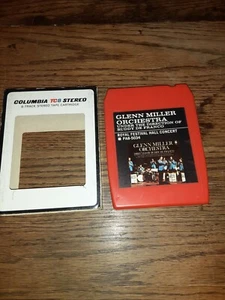 COLUMBIA TC8 STEREO
8-TRACK STEREO TAPE CARTRIDGE
GLENN MILLER
ORCHESTRA
UNDER THE DIRECTION OF
BUDDY DE FRANCO
ROYAL FESTIVAL HALL CONCERT
GLENN MILLER
ORCHESTRA